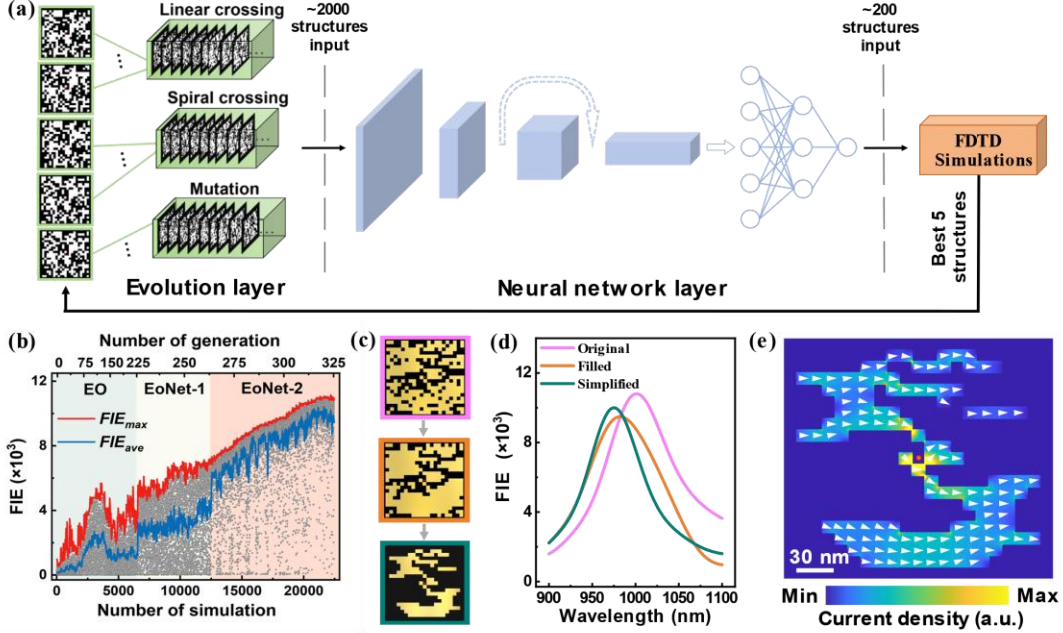 (a)
Linear crossing
Spiral crossing
Mutation
Evolution layer
~2000
structures
input
Neural network layer
~200
structures
input
FDTD
Simulations
Best 5
structures
(b)
Number of generation
0 75 150 225 250 275 300 325
EO EoNet-1 EoNet-2
FIEmax
FIEave
FIE (×10³)
12
8
4
0
0 5000 10000 15000 20000
Number of simulation
(c)
(d)
Original
Filled
Simplified
FIE (×10³)
12
8
4
0
900 950 1000 1050 1100
Wavelength (nm)
(e)
30 nm
Min Max
Current density (a.u.)